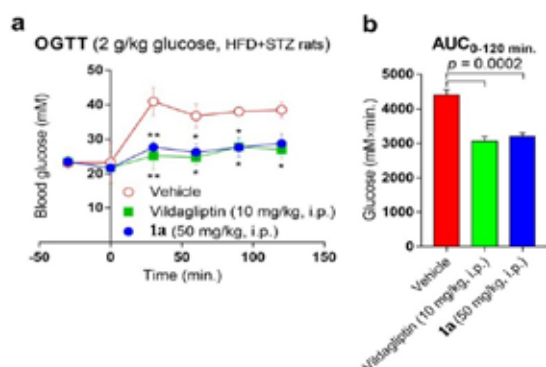 a
OGTT (2 g/kg glucose, HFD+STZ rats)
Blood glucose (mM)
50
40
30
20
10
0
** * *
** * * *
Vehicle
Vildagliptin (10 mg/kg, i.p.)
1a (50 mg/kg, i.p.)
-50 0 50 100 150
Time (min.)
b
AUC0-120 min.
p = 0.0002
Glucose (mM×min.)
5000
4000
3000
2000
1000
0
Vehicle
Vildagliptin (10 mg/kg, i.p.)
1a (50 mg/kg, i.p.)